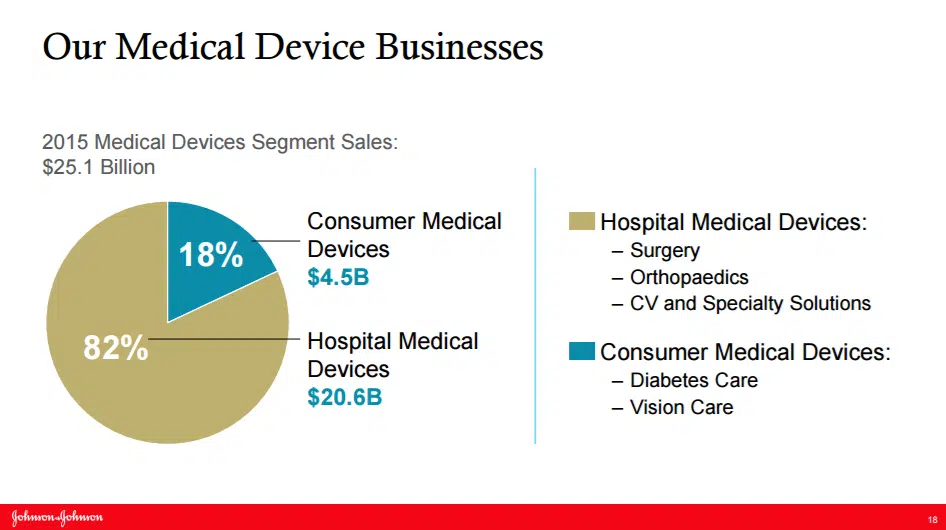 Our Medical Device Businesses
2015 Medical Devices Segment Sales:
$25.1 Billion
18%
Consumer Medical
Devices
$4.5B
82%
Hospital Medical
Devices
$20.6B
Hospital Medical Devices:
– Surgery
– Orthopaedics
– CV and Specialty Solutions
Consumer Medical Devices:
– Diabetes Care
– Vision Care
Johnson & Johnson
18